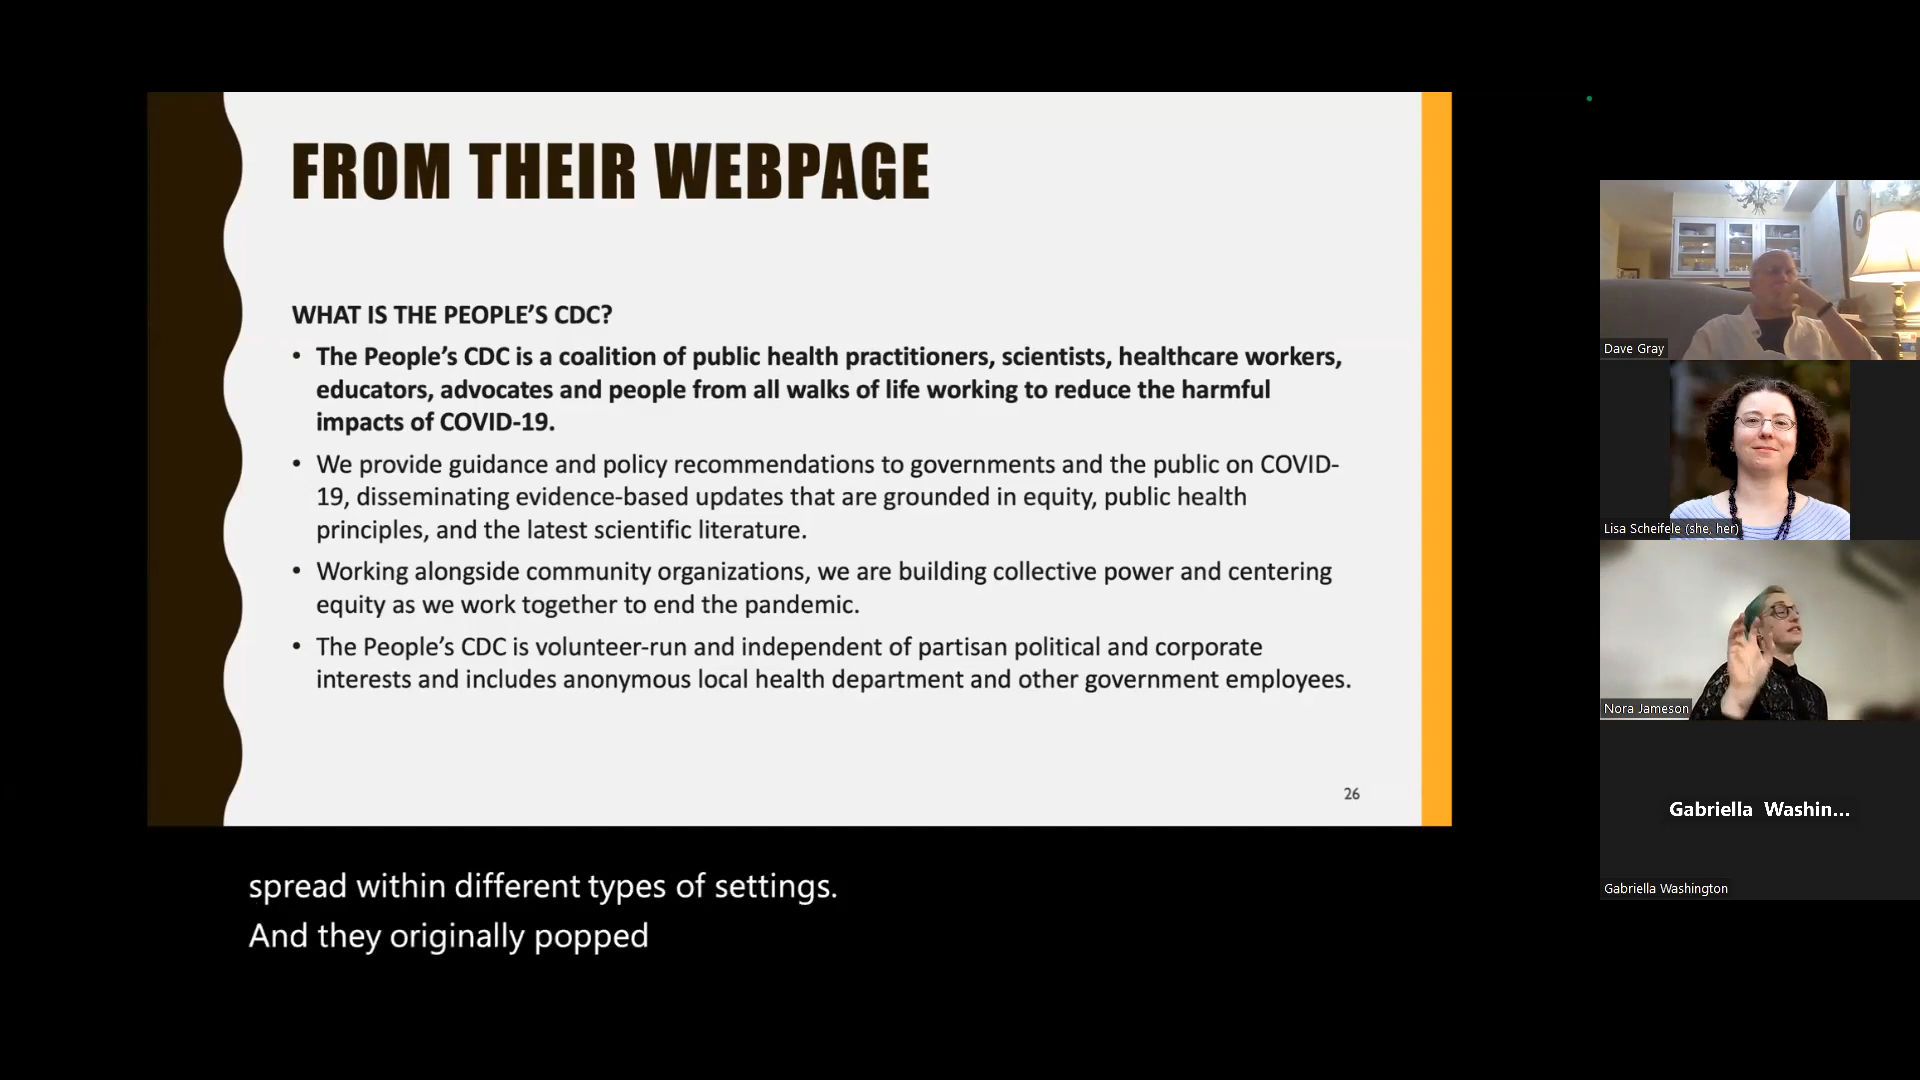 FROM THEIR WEBPAGE
WHAT IS THE PEOPLE’S CDC?
• The People’s CDC is a coalition of public health practitioners, scientists, healthcare workers,
educators, advocates and people from all walks of life working to reduce the harmful
impacts of COVID-19.
• We provide guidance and policy recommendations to governments and the public on COVID-
19, disseminating evidence-based updates that are grounded in equity, public health
principles, and the latest scientific literature.
• Working alongside community organizations, we are building collective power and centering
equity as we work together to end the pandemic.
• The People’s CDC is volunteer-run and independent of partisan political and corporate
interests and includes anonymous local health department and other government employees.
26
spread within different types of settings.
And they originally popped
Dave Gray
Lisa Scheifele (she, her)
Nora Jameson
Gabriella Washin...
Gabriella Washington